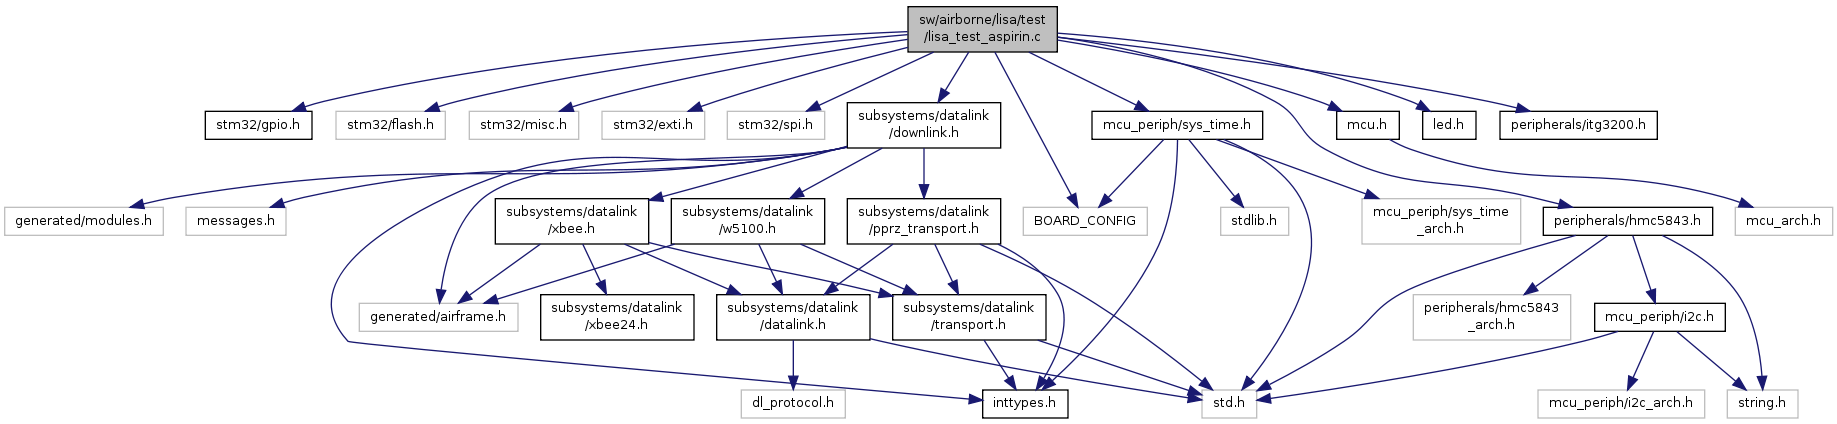 sw/airborne/lisa/test
/lisa_test_aspirin.c
stm32/gpio.h
stm32/flash.h
stm32/misc.h
stm32/exti.h
stm32/spi.h
subsystems/datalink
/downlink.h
mcu_periph/sys_time.h
mcu.h
led.h
peripherals/itg3200.h
generated/modules.h
messages.h
subsystems/datalink
/xbee.h
subsystems/datalink
/w5100.h
subsystems/datalink
/pprz_transport.h
BOARD_CONFIG
stdlib.h
mcu_periph/sys_time
_arch.h
peripherals/hmc5843.h
mcu_arch.h
generated/airframe.h
subsystems/datalink
/xbee24.h
subsystems/datalink
/datalink.h
subsystems/datalink
/transport.h
peripherals/hmc5843
_arch.h
mcu_periph/i2c.h
dl_protocol.h
inttypes.h
std.h
mcu_periph/i2c_arch.h
string.h